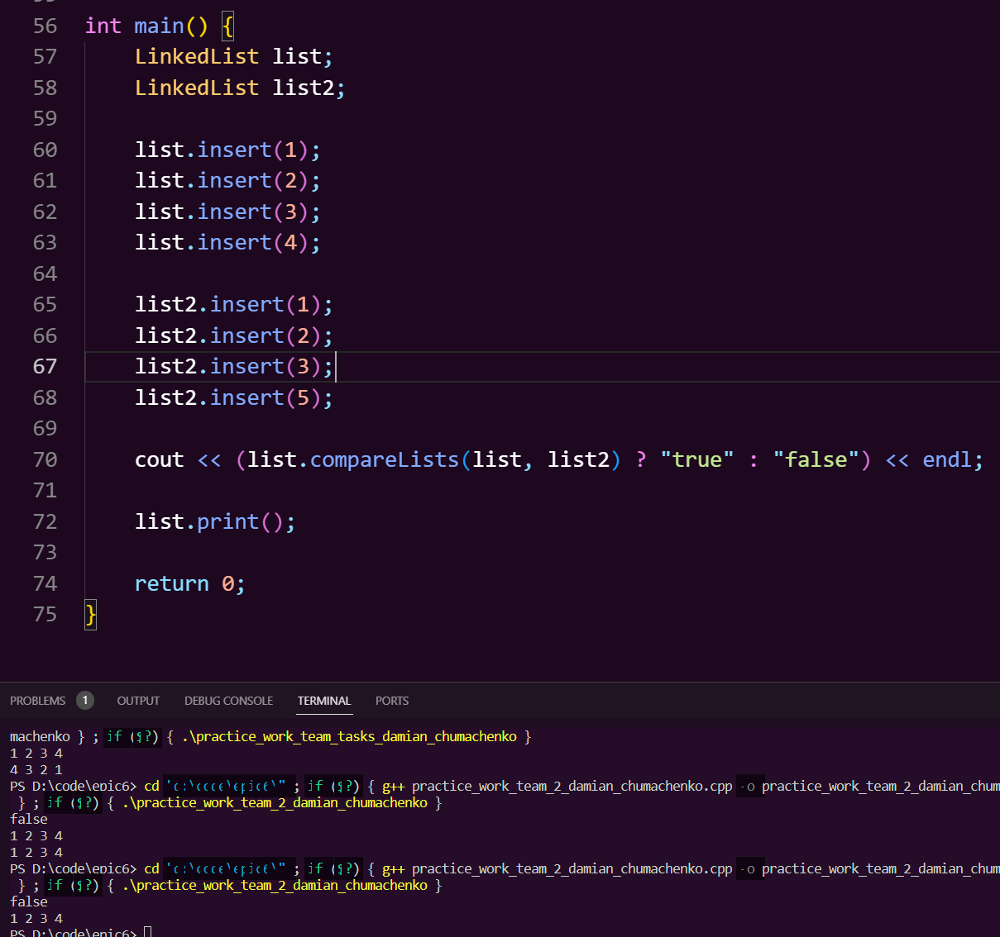 56 int main() {
57 LinkedList list;
58 LinkedList list2;
59
60 list.insert(1);
61 list.insert(2);
62 list.insert(3);
63 list.insert(4);
64
65 list2.insert(1);
66 list2.insert(2);
67 list2.insert(3);
68 list2.insert(5);
69
70 cout << (list.compareLists(list, list2) ? "true" : "false") << endl;
71
72 list.print();
73
74 return 0;
75 }
PROBLEMS 1 OUTPUT DEBUG CONSOLE TERMINAL PORTS
machenko } ; if ($?) { .\practice_work_team_tasks_damian_chumachenko }
1 2 3 4
4 3 2 1
PS D:\code\epic6> cd ; if ($?) { g++ practice_work_team_2_damian_chumachenko.cpp -o practice_work_team_2_damian_chum
} ; if ($?) { .\practice_work_team_2_damian_chumachenko }
false
1 2 3 4
1 2 3 4
PS D:\code\epic6> cd ; if ($?) { g++ practice_work_team_2_damian_chumachenko.cpp -o practice_work_team_2_damian_chum
} ; if ($?) { .\practice_work_team_2_damian_chumachenko }
false
1 2 3 4
PS D:\code\epic6>